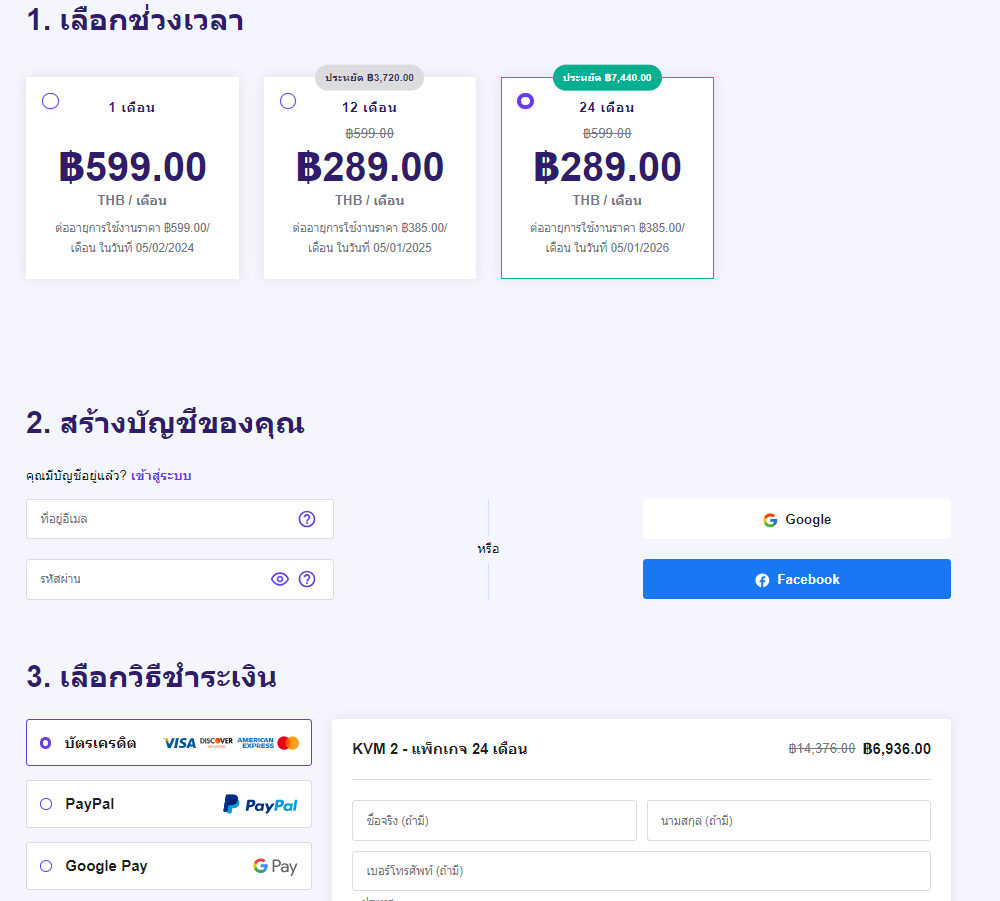 1. เลือกช่วงเวลา
ประหยัด ฿3,720.00
ประหยัด ฿7,440.00
1 เดือน
฿599.00
THB / เดือน
ต่ออายุการใช้งานราคา ฿599.00/
เดือน ในวันที่ 05/02/2024
12 เดือน
฿599.00
฿289.00
THB / เดือน
ต่ออายุการใช้งานราคา ฿385.00/
เดือน ในวันที่ 05/01/2025
24 เดือน
฿599.00
฿289.00
THB / เดือน
ต่ออายุการใช้งานราคา ฿385.00/
เดือน ในวันที่ 05/01/2026
2. สร้างบัญชีของคุณ
คุณมีบัญชีอยู่แล้ว? เข้าสู่ระบบ
ที่อยู่อีเมล
รหัสผ่าน
หรือ
Google
Facebook
3. เลือกวิธีชำระเงิน
บัตรเครดิต VISA DISCOVER AMERICAN EXPRESS
PayPal PayPal
Google Pay G Pay
KVM 2 - แพ็กเกจ 24 เดือน ฿14,376.00 ฿6,936.00
ชื่อจริง (ถ้ามี) นามสกุล (ถ้ามี)
เบอร์โทรศัพท์ (ถ้ามี)